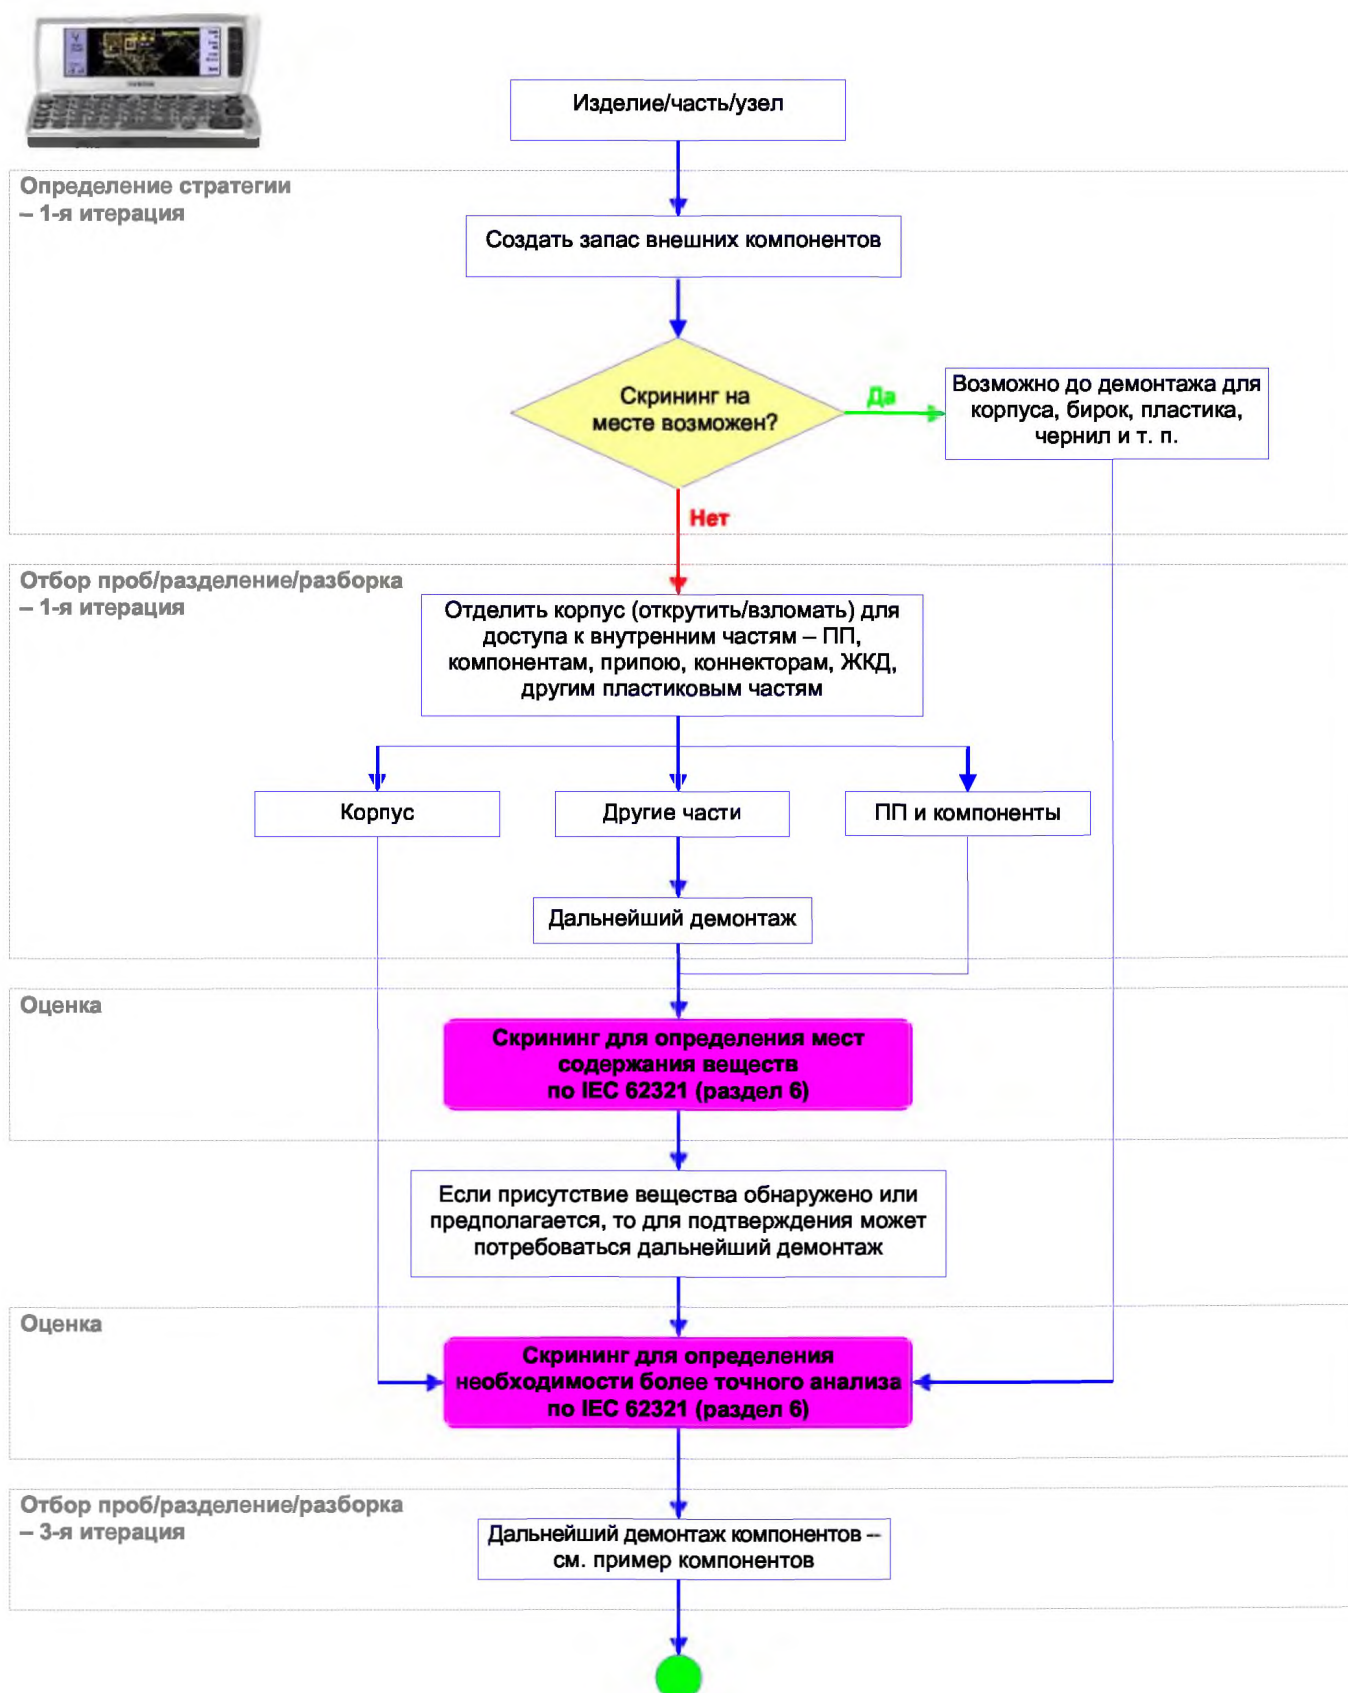 Изделие/часть/узел
Определение стратегии
– 1-я итерация
Создать запас внешних компонентов
Скрининг на
месте возможен?
Да
Возможно до демонтажа для
корпуса, бирок, пластика,
чернил и т. п.
Нет
Отбор проб/разделение/разборка
– 1-я итерация
Отделить корпус (открутить/взломать) для
доступа к внутренним частям – ПП,
компонентам, припою, коннекторам, ЖКД,
другим пластиковым частям
Корпус
Другие части
ПП и компоненты
Дальнейший демонтаж
Оценка
Скрининг для определения мест
содержания веществ
по IEC 62321 (раздел 6)
Если присутствие вещества обнаружено или
предполагается, то для подтверждения может
потребоваться дальнейший демонтаж
Оценка
Скрининг для определения
необходимости более точного анализа
по IEC 62321 (раздел 6)
Отбор проб/разделение/разборка
– 3-я итерация
Дальнейший демонтаж компонентов –
см. пример компонентов